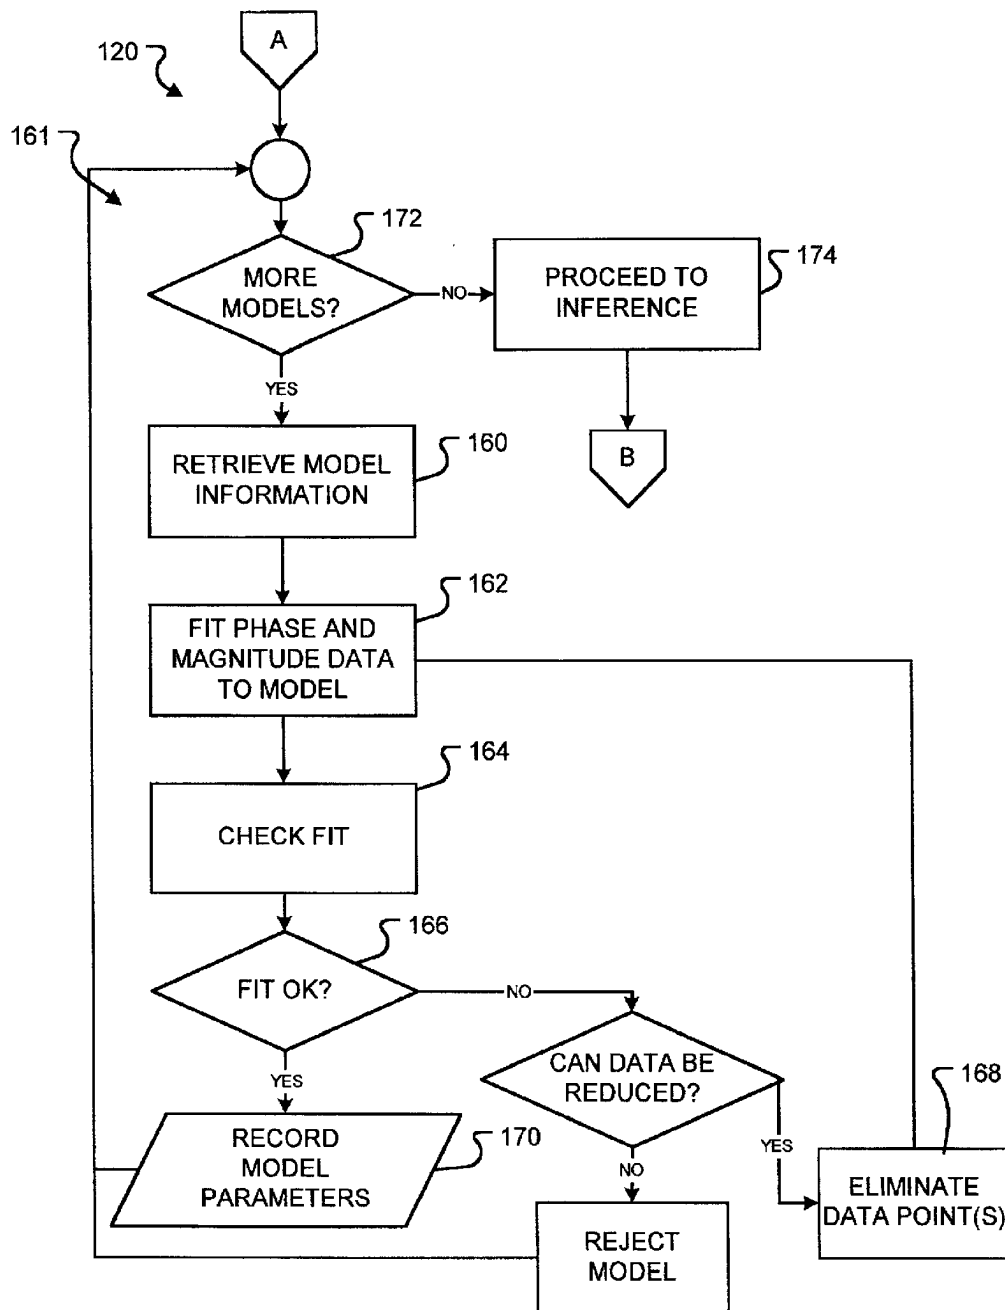 A
120
161
172
MORE
MODELS?
NO
PROCEED TO
INFERENCE
174
YES
B
160
RETRIEVE MODEL
INFORMATION
162
FIT PHASE AND
MAGNITUDE DATA
TO MODEL
164
CHECK FIT
166
FIT OK?
NO
CAN DATA BE
REDUCED?
168
YES
YES
RECORD
MODEL
PARAMETERS
170
NO
ELIMINATE
DATA POINT(S)
REJECT
MODEL